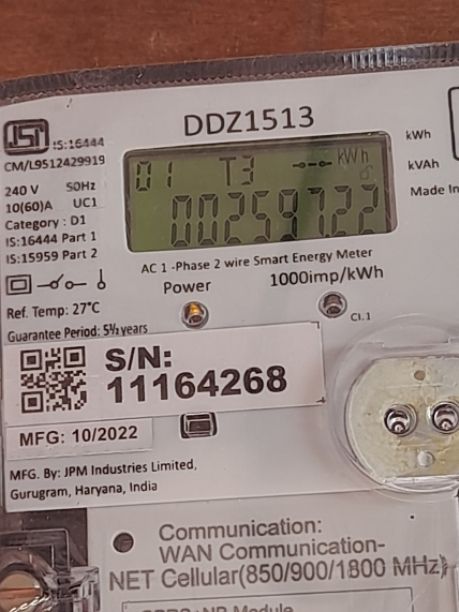 DDZ1513
ISI
IS:16444
CM/L9512429919
240 V 50Hz
10(60)A UC1
Category : D1
IS:16444 Part 1
IS:15959 Part 2
01 T3 kWh
002597.22
kWh
kVAh
Made In
AC 1 -Phase 2 wire Smart Energy Meter
Power 1000imp/kWh
Ref. Temp: 27°C
Cl.1
Guarantee Period: 5½ years
S/N:
11164268
MFG: 10/2022
MFG. By: JPM Industries Limited,
Gurugram, Haryana, India
Communication:
WAN Communication-
NET Cellular(850/900/1800 MHz)